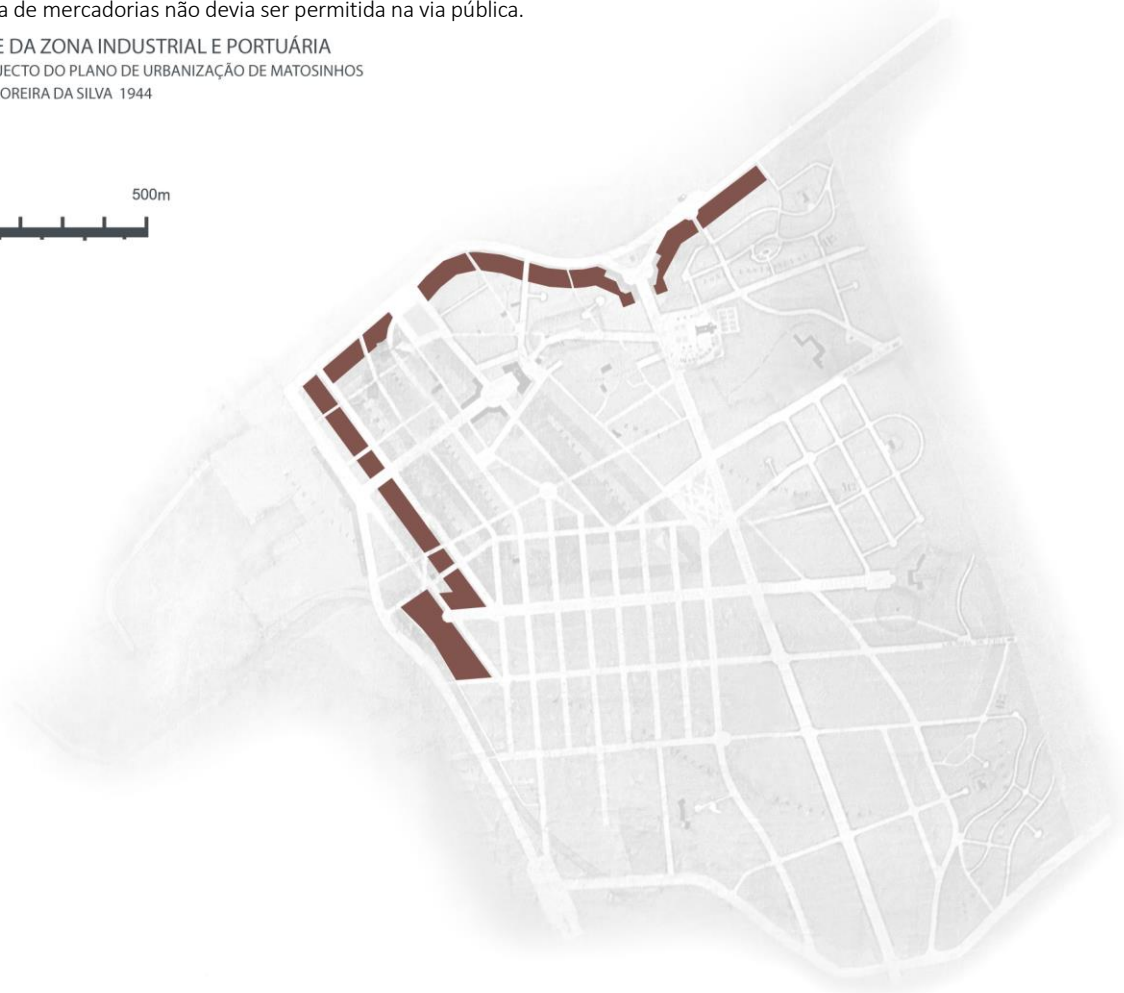 a de mercadorias não devia ser permitida na via pública.
E DA ZONA INDUSTRIAL E PORTUÁRIA
JECTO DO PLANO DE URBANIZAÇÃO DE MATOSINHOS
OREIRA DA SILVA 1944
500m